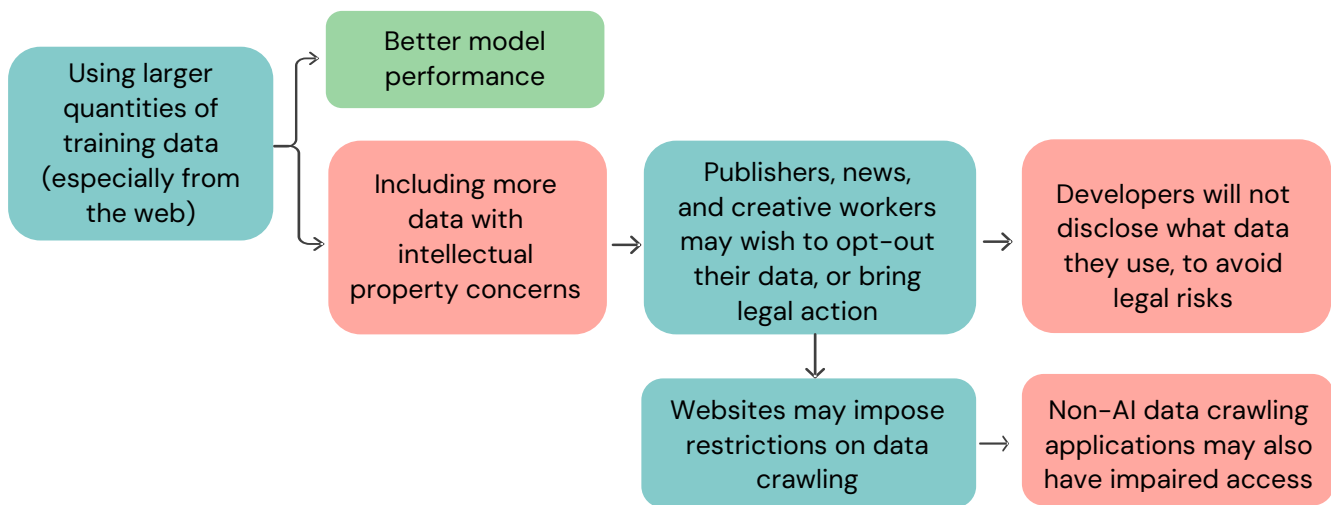 Using larger
quantities of
training data
(especially from
the web)
Better model
performance
Including more
data with
intellectual
property concerns
Publishers, news,
and creative workers
may wish to opt-out
their data, or bring
legal action
Developers will not
disclose what data
they use, to avoid
legal risks
Websites may impose
restrictions on data
crawling
Non-AI data crawling
applications may also
have impaired access